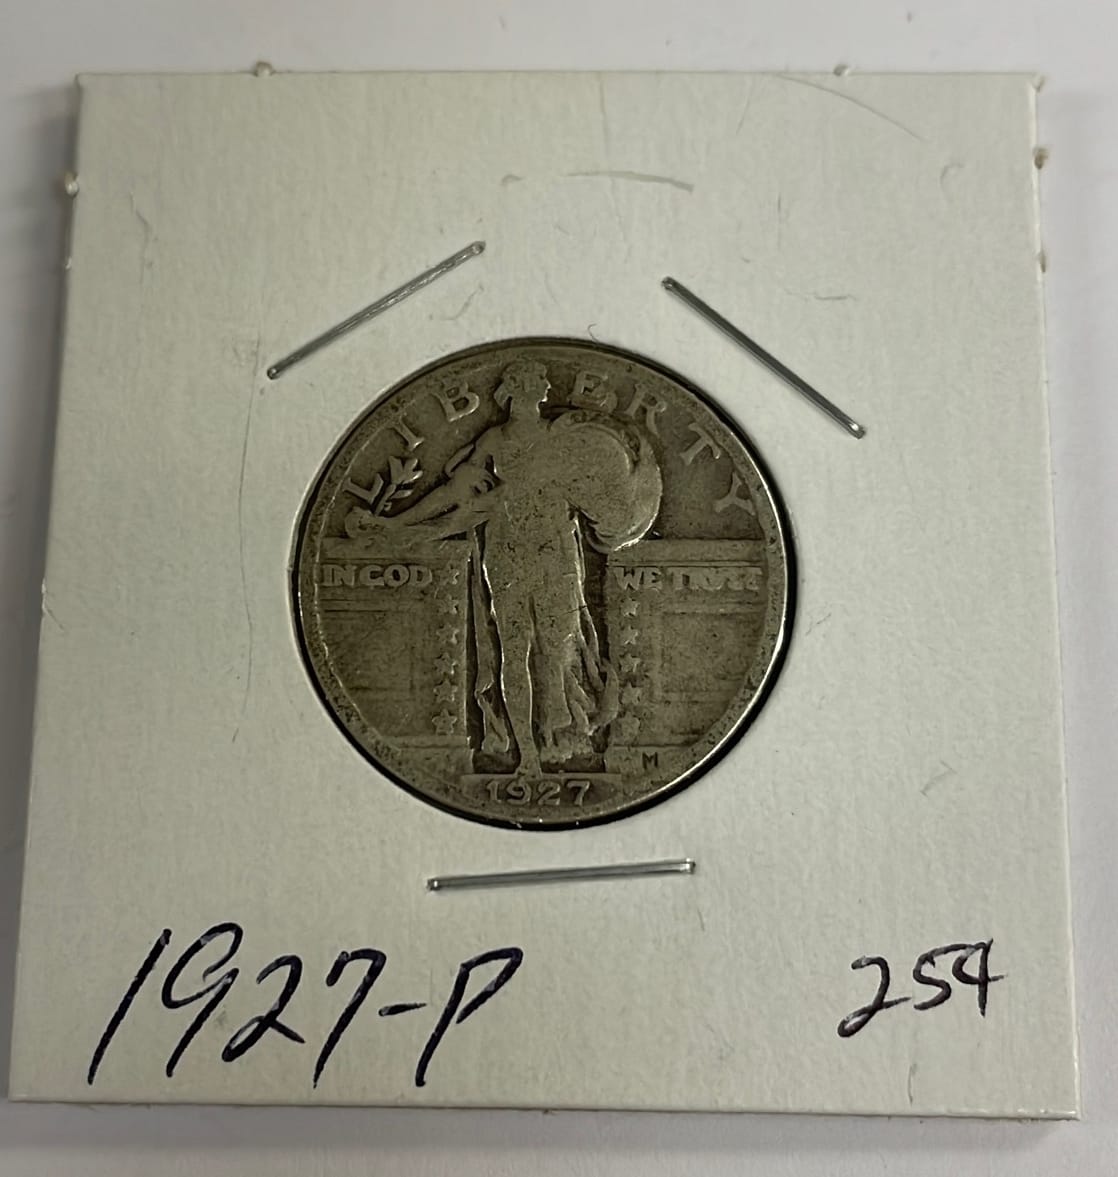 LIBERTY
IN GOD WE TRUST
M
1927
1927-P 25¢